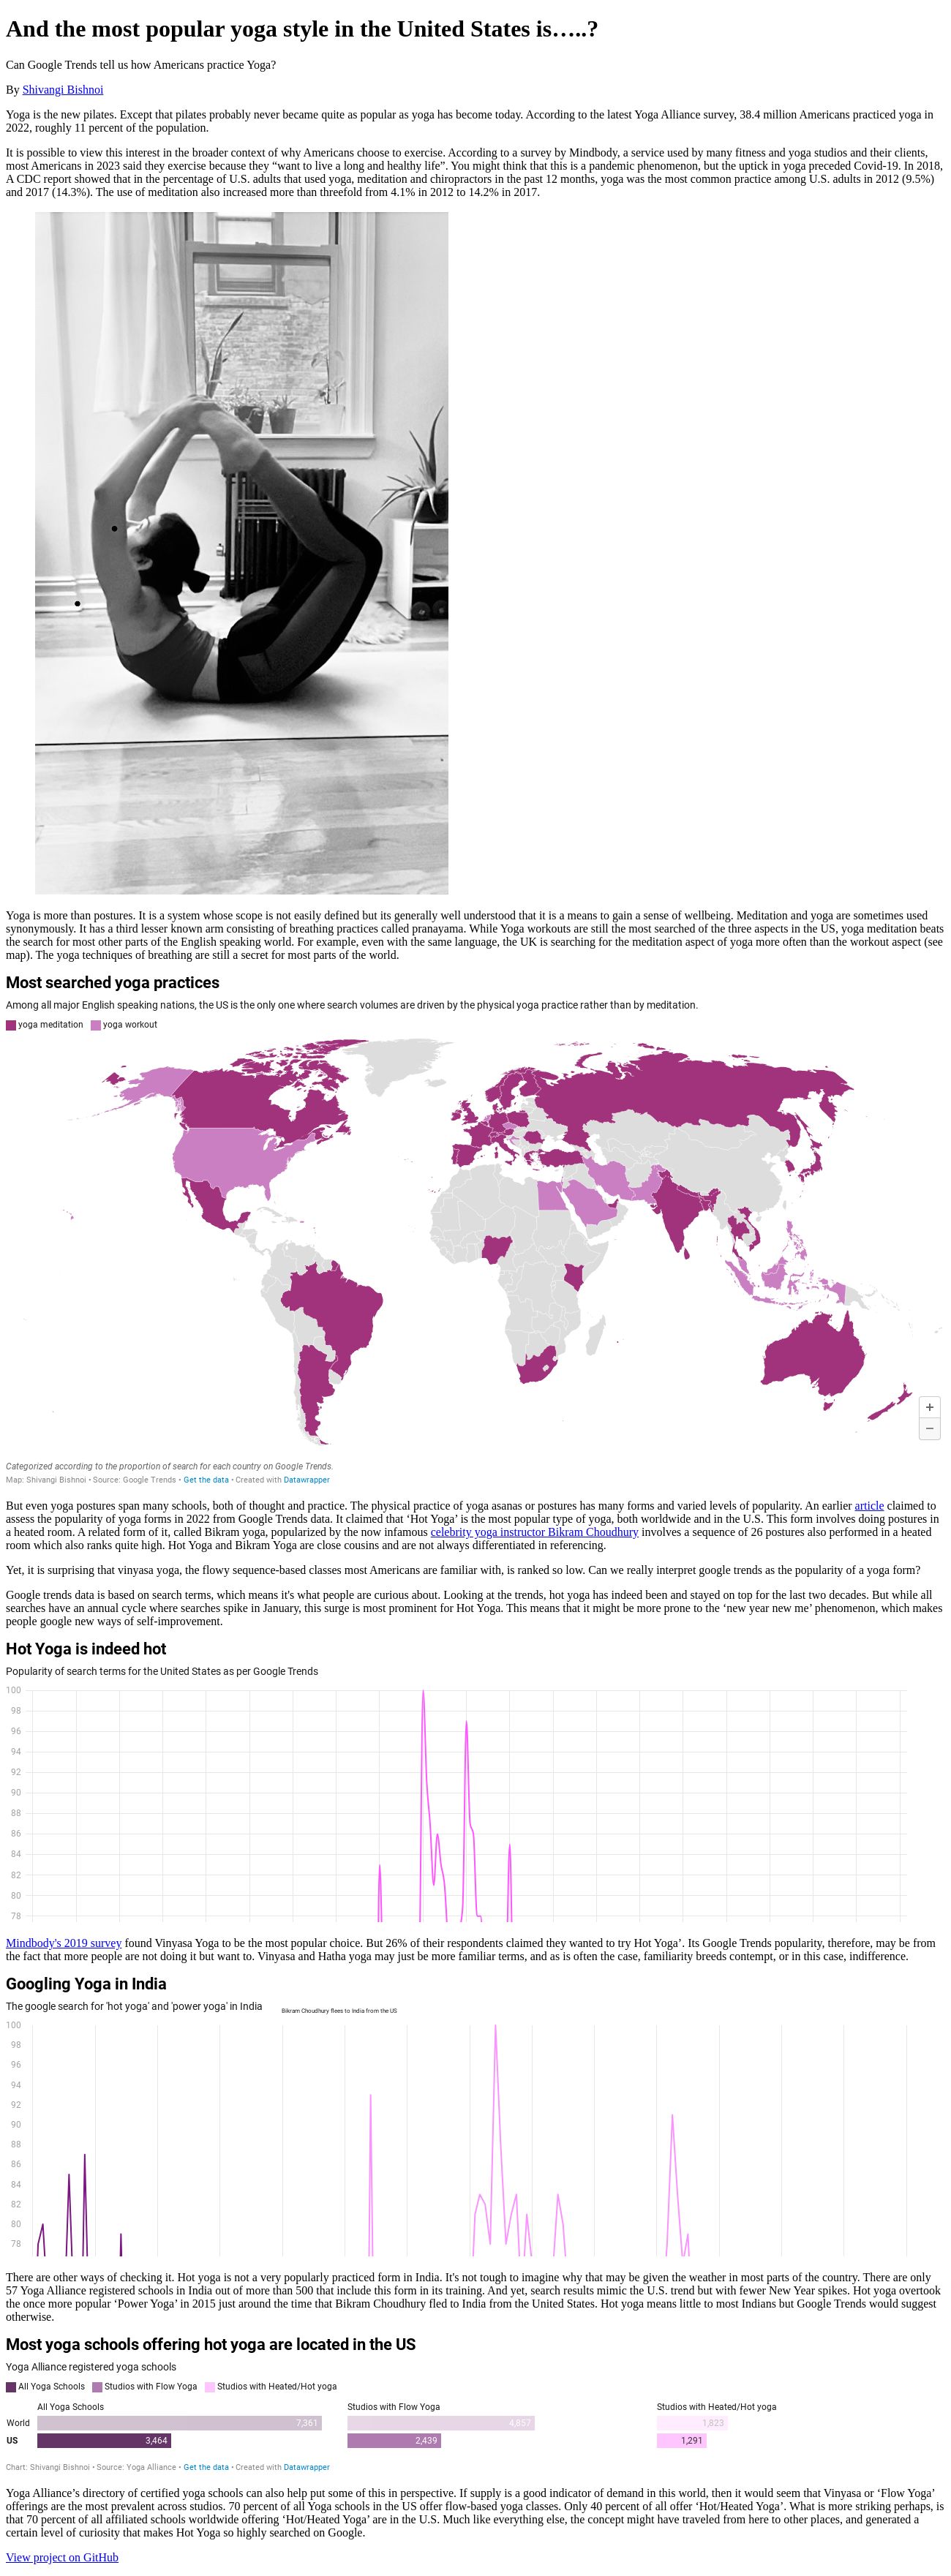 And the most popular yoga style in the United States is…..?
Can Google Trends tell us how Americans practice Yoga?
By Shivangi Bishnoi
Yoga is the new pilates. Except that pilates probably never became quite as popular as yoga has become today. According to the latest Yoga Alliance survey, 38.4 million Americans practiced yoga in
2022, roughly 11 percent of the population.
It is possible to view this interest in the broader context of why Americans choose to exercise. According to a survey by Mindbody, a service used by many fitness and yoga studios and their clients,
most Americans in 2023 said they exercise because they “want to live a long and healthy life”. You might think that this is a pandemic phenomenon, but the uptick in yoga preceded Covid-19. In 2018,
A CDC report showed that in the percentage of U.S. adults that used yoga, meditation and chiropractors in the past 12 months, yoga was the most common practice among U.S. adults in 2012 (9.5%)
and 2017 (14.3%). The use of meditation also increased more than threefold from 4.1% in 2012 to 14.2% in 2017.
Yoga is more than postures. It is a system whose scope is not easily defined but its generally well understood that it is a means to gain a sense of wellbeing. Meditation and yoga are sometimes used
synonymously. It has a third lesser known arm consisting of breathing practices called pranayama. While Yoga workouts are still the most searched of the three aspects in the US, yoga meditation beats
the search for most other parts of the English speaking world. For example, even with the same language, the UK is searching for the meditation aspect of yoga more often than the workout aspect (see
map). The yoga techniques of breathing are still a secret for most parts of the world.
Most searched yoga practices
Among all major English speaking nations, the US is the only one where search volumes are driven by the physical yoga practice rather than by meditation.
yoga meditation yoga workout
+
−
Categorized according to the proportion of search for each country on Google Trends.
Map: Shivangi Bishnoi • Source: Google Trends • Get the data • Created with Datawrapper
But even yoga postures span many schools, both of thought and practice. The physical practice of yoga asanas or postures has many forms and varied levels of popularity. An earlier article claimed to
assess the popularity of yoga forms in 2022 from Google Trends data. It claimed that ‘Hot Yoga’ is the most popular type of yoga, both worldwide and in the U.S. This form involves doing postures in
a heated room. A related form of it, called Bikram yoga, popularized by the now infamous celebrity yoga instructor Bikram Choudhury involves a sequence of 26 postures also performed in a heated
room which also ranks quite high. Hot Yoga and Bikram Yoga are close cousins and are not always differentiated in referencing.
Yet, it is surprising that vinyasa yoga, the flowy sequence-based classes most Americans are familiar with, is ranked so low. Can we really interpret google trends as the popularity of a yoga form?
Google trends data is based on search terms, which means it's what people are curious about. Looking at the trends, hot yoga has indeed been and stayed on top for the last two decades. But while all
searches have an annual cycle where searches spike in January, this surge is most prominent for Hot Yoga. This means that it might be more prone to the ‘new year new me’ phenomenon, which makes
people google new ways of self-improvement.
Hot Yoga is indeed hot
Popularity of search terms for the United States as per Google Trends
100
98
96
94
92
90
88
86
84
82
80
78
Mindbody's 2019 survey found Vinyasa Yoga to be the most popular choice. But 26% of their respondents claimed they wanted to try Hot Yoga’. Its Google Trends popularity, therefore, may be from
the fact that more people are not doing it but want to. Vinyasa and Hatha yoga may just be more familiar terms, and as is often the case, familiarity breeds contempt, or in this case, indifference.
Googling Yoga in India
The google search for 'hot yoga' and 'power yoga' in India
Bikram Choudhury flees to India from the US
100
98
96
94
92
90
88
86
84
82
80
78
There are other ways of checking it. Hot yoga is not a very popularly practiced form in India. It's not tough to imagine why that may be given the weather in most parts of the country. There are only
57 Yoga Alliance registered schools in India out of more than 500 that include this form in its training. And yet, search results mimic the U.S. trend but with fewer New Year spikes. Hot yoga overtook
the once more popular ‘Power Yoga’ in 2015 just around the time that Bikram Choudhury fled to India from the United States. Hot yoga means little to most Indians but Google Trends would suggest
otherwise.
Most yoga schools offering hot yoga are located in the US
Yoga Alliance registered yoga schools
All Yoga Schools Studios with Flow Yoga Studios with Heated/Hot yoga
All Yoga Schools Studios with Flow Yoga Studios with Heated/Hot yoga
World 7,361 4,857 1,823
US 3,464 2,439 1,291
Chart: Shivangi Bishnoi • Source: Yoga Alliance • Get the data • Created with Datawrapper
Yoga Alliance’s directory of certified yoga schools can also help put some of this in perspective. If supply is a good indicator of demand in this world, then it would seem that Vinyasa or ‘Flow Yoga’
offerings are the most prevalent across studios. 70 percent of all Yoga schools in the US offer flow-based yoga classes. Only 40 percent of all offer ‘Hot/Heated Yoga’. What is more striking perhaps, is
that 70 percent of all affiliated schools worldwide offering ‘Hot/Heated Yoga’ are in the U.S. Much like everything else, the concept might have traveled from here to other places, and generated a
certain level of curiosity that makes Hot Yoga so highly searched on Google.
View project on GitHub